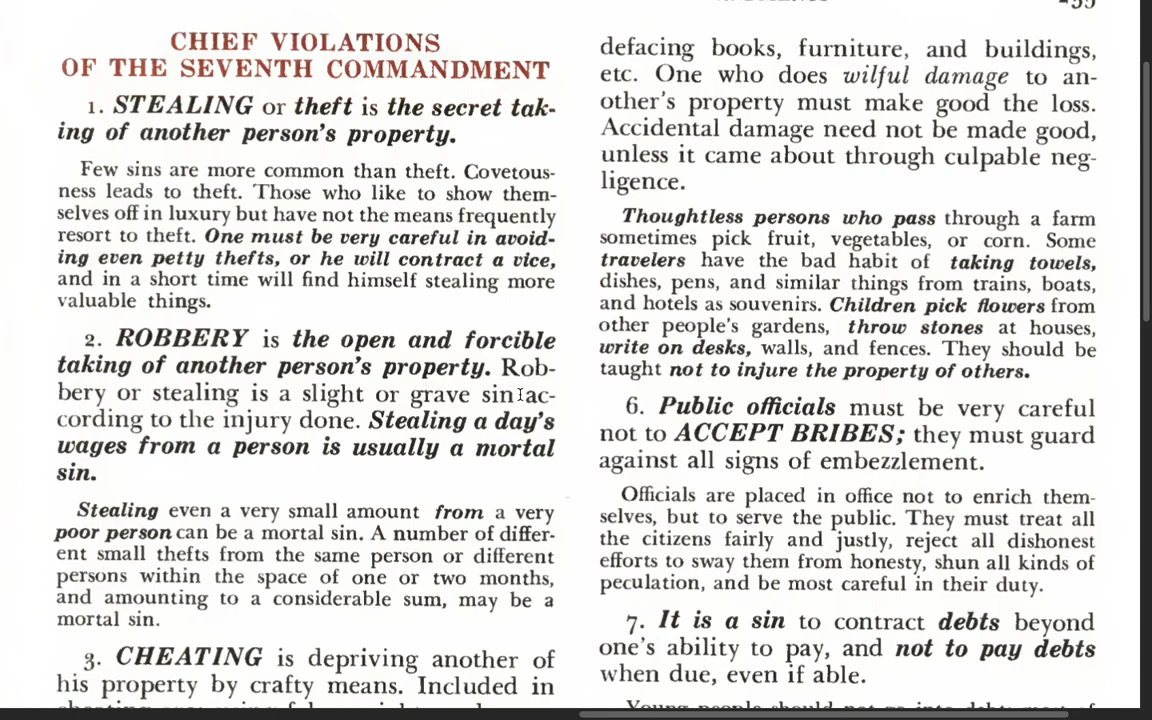 -55
CHIEF VIOLATIONS
OF THE SEVENTH COMMANDMENT
1. STEALING or theft is the secret tak-
ing of another person's property.
Few sins are more common than theft. Covetous-
ness leads to theft. Those who like to show them-
selves off in luxury but have not the means frequently
resort to theft. One must be very careful in avoid-
ing even petty thefts, or he will contract a vice,
and in a short time will find himself stealing more
valuable things.
2. ROBBERY is the open and forcible
taking of another person's property. Rob-
bery or stealing is a slight or grave sin ac-
cording to the injury done. Stealing a day's
wages from a person is usually a mortal
sin.
Stealing even a very small amount from a very
poor person can be a mortal sin. A number of differ-
ent small thefts from the same person or different
persons within the space of one or two months,
and amounting to a considerable sum, may be a
mortal sin.
3. CHEATING is depriving another of
his property by crafty means. Included in
defacing books, furniture, and buildings,
etc. One who does wilful damage to an-
other's property must make good the loss.
Accidental damage need not be made good,
unless it came about through culpable neg-
ligence.
Thoughtless persons who pass through a farm
sometimes pick fruit, vegetables, or corn. Some
travelers have the bad habit of taking towels,
dishes, pens, and similar things from trains, boats,
and hotels as souvenirs. Children pick flowers from
other people's gardens, throw stones at houses,
write on desks, walls, and fences. They should be
taught not to injure the property of others.
6. Public officials must be very careful
not to ACCEPT BRIBES; they must guard
against all signs of embezzlement.
Officials are placed in office not to enrich them-
selves, but to serve the public. They must treat all
the citizens fairly and justly, reject all dishonest
efforts to sway them from honesty, shun all kinds of
peculation, and be most careful in their duty.
7. It is a sin to contract debts beyond
one's ability to pay, and not to pay debts
when due, even if able.
Young people should not go into debt; most of